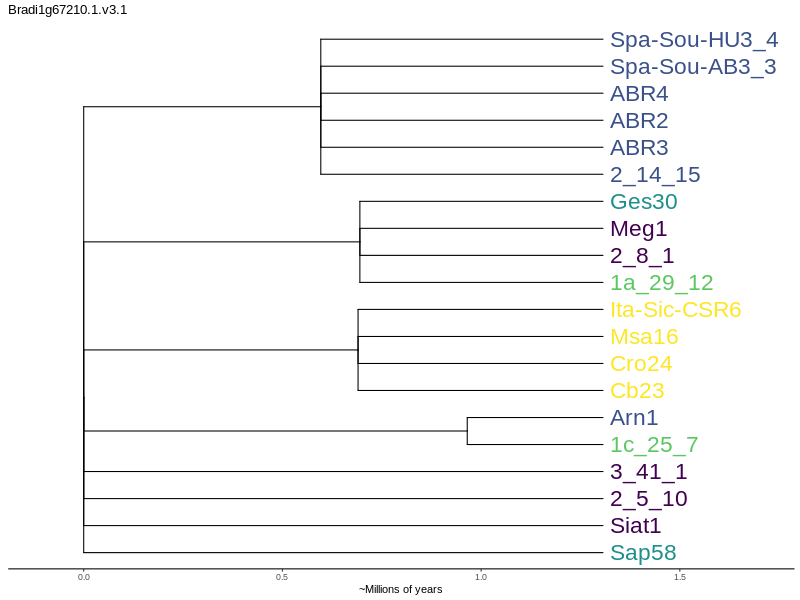 Bradi1g67210.1.v3.1
Spa-Sou-HU3_4
Spa-Sou-AB3_3
ABR4
ABR2
ABR3
2_14_15
Ges30
Meg1
2_8_1
1a_29_12
Ita-Sic-CSR6
Msa16
Cro24
Cb23
Arn1
1c_25_7
3_41_1
2_5_10
Siat1
Sap58
0.0 0.5 1.0 1.5
~Millions of years